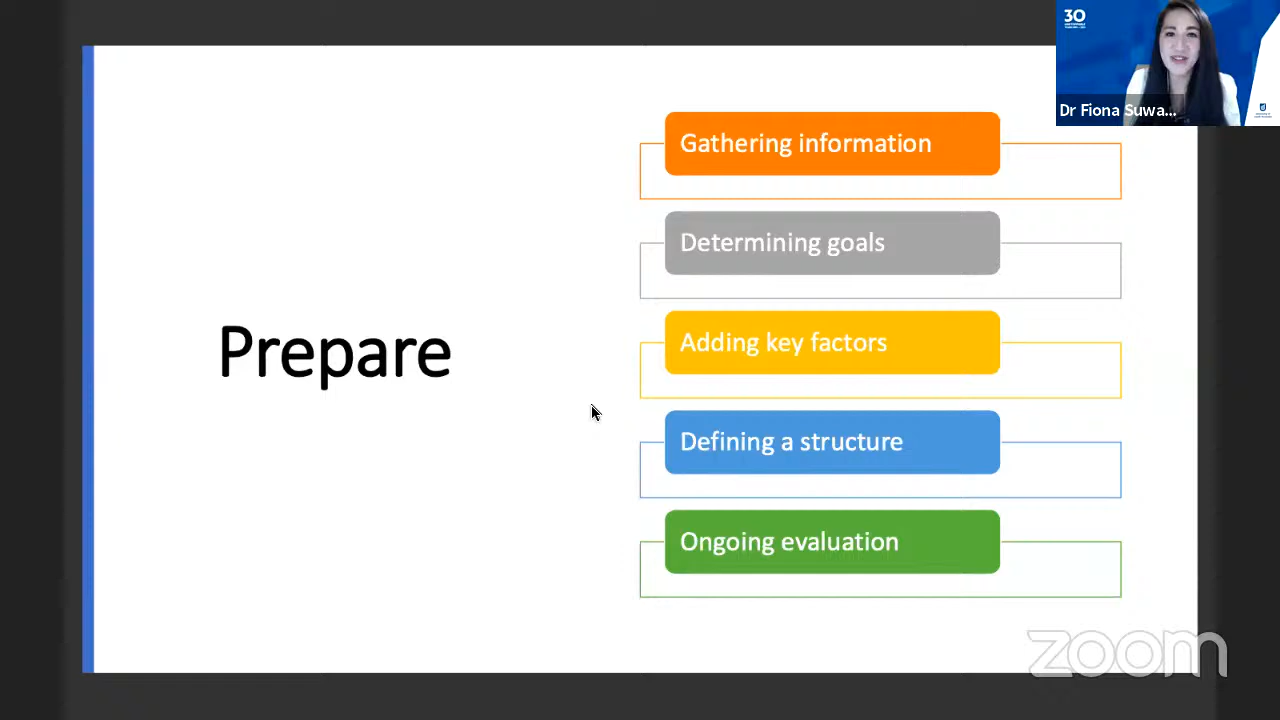 30
Dr Fiona Suwa...
Gathering information
Determining goals
Prepare
Adding key factors
Defining a structure
Ongoing evaluation
zoom